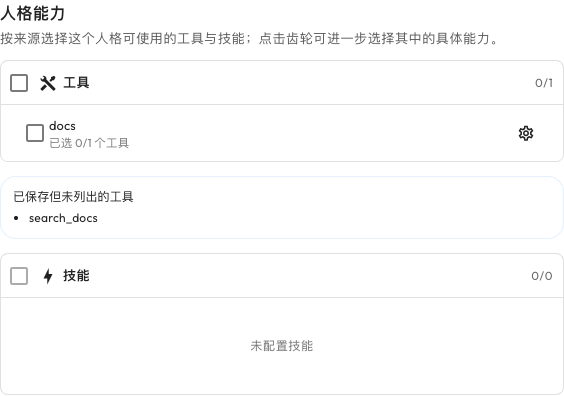 人格能力
按来源选择这个人格可使用的工具与技能；点击齿轮可进一步选择其中的具体能力。
工具 0/1
docs
已选 0/1 个工具
已保存但未列出的工具
• search_docs
技能 0/0
未配置技能